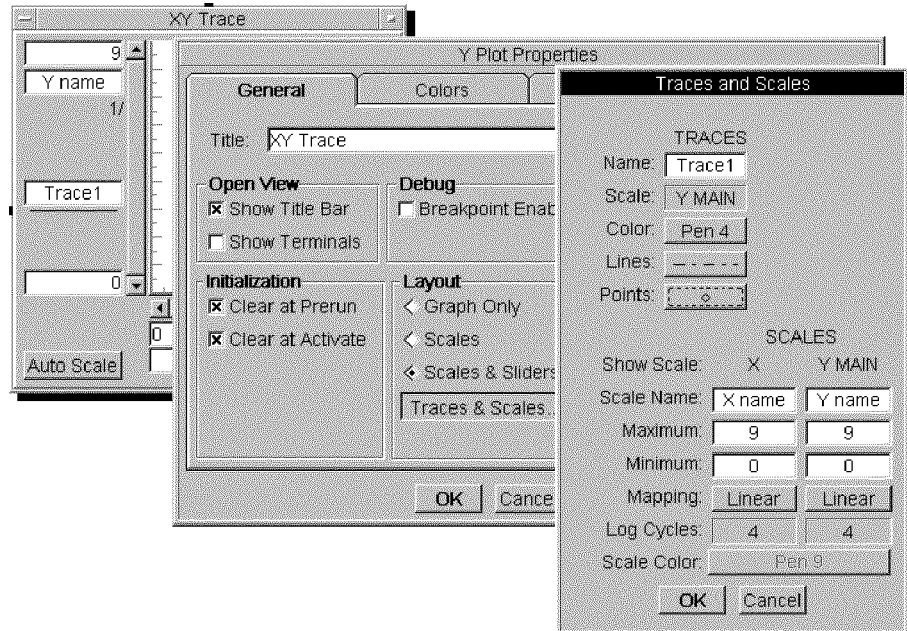 XY Trace
9
Y name
1/
Trace1
0
0
Auto Scale
Y Plot Properties
General
Colors
Title: XY Trace
Open View
Show Title Bar
Show Terminals
Debug
Breakpoint Enab
Initialization
Clear at Prerun
Clear at Activate
Layout
Graph Only
Scales
Scales & Sliders
Traces & Scales..
OK Cance
Traces and Scales
TRACES
Name: Trace1
Scale: Y MAIN
Color: Pen 4
Lines:
Points:
SCALES
Show Scale: X Y MAIN
Scale Name: X name Y name
Maximum: 9 9
Minimum: 0 0
Mapping: Linear Linear
Log Cycles: 4 4
Scale Color: Pen 9
OK Cancel